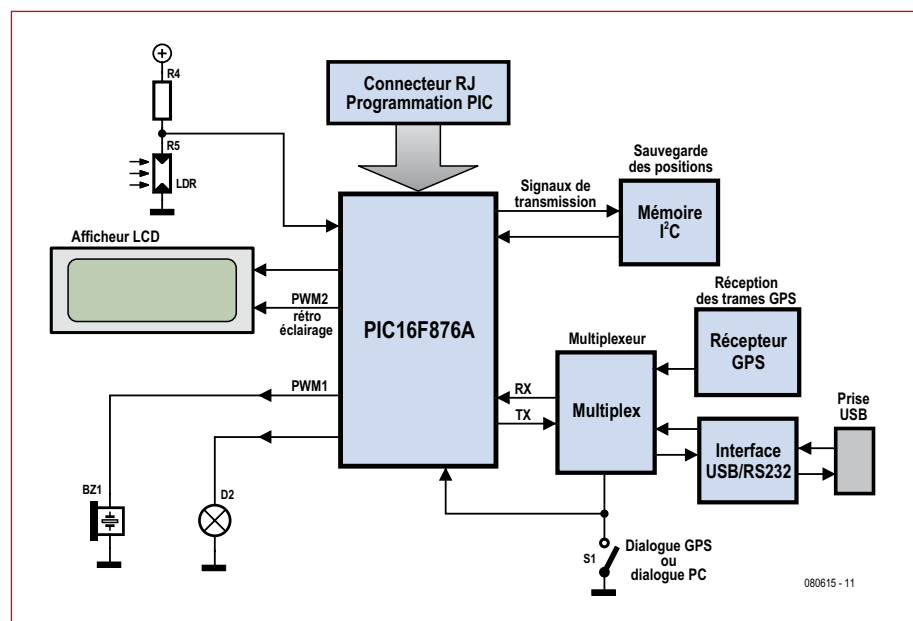 Connecteur RJ
Programmation PIC
R4
R5
LDR
Afficheur LCD
PWM2
rétro
éclairage
PWM1
BZ1
D2
PIC16F876A
Signaux de
transmission
Sauvegarde
des positions
Mémoire
I²C
Réception
des trames GPS
Récepteur
GPS
Multiplexeur
Multiplex
RX
TX
Interface
USB/RS232
Prise
USB
S1
Dialogue GPS
ou
dialogue PC
080615 - 11